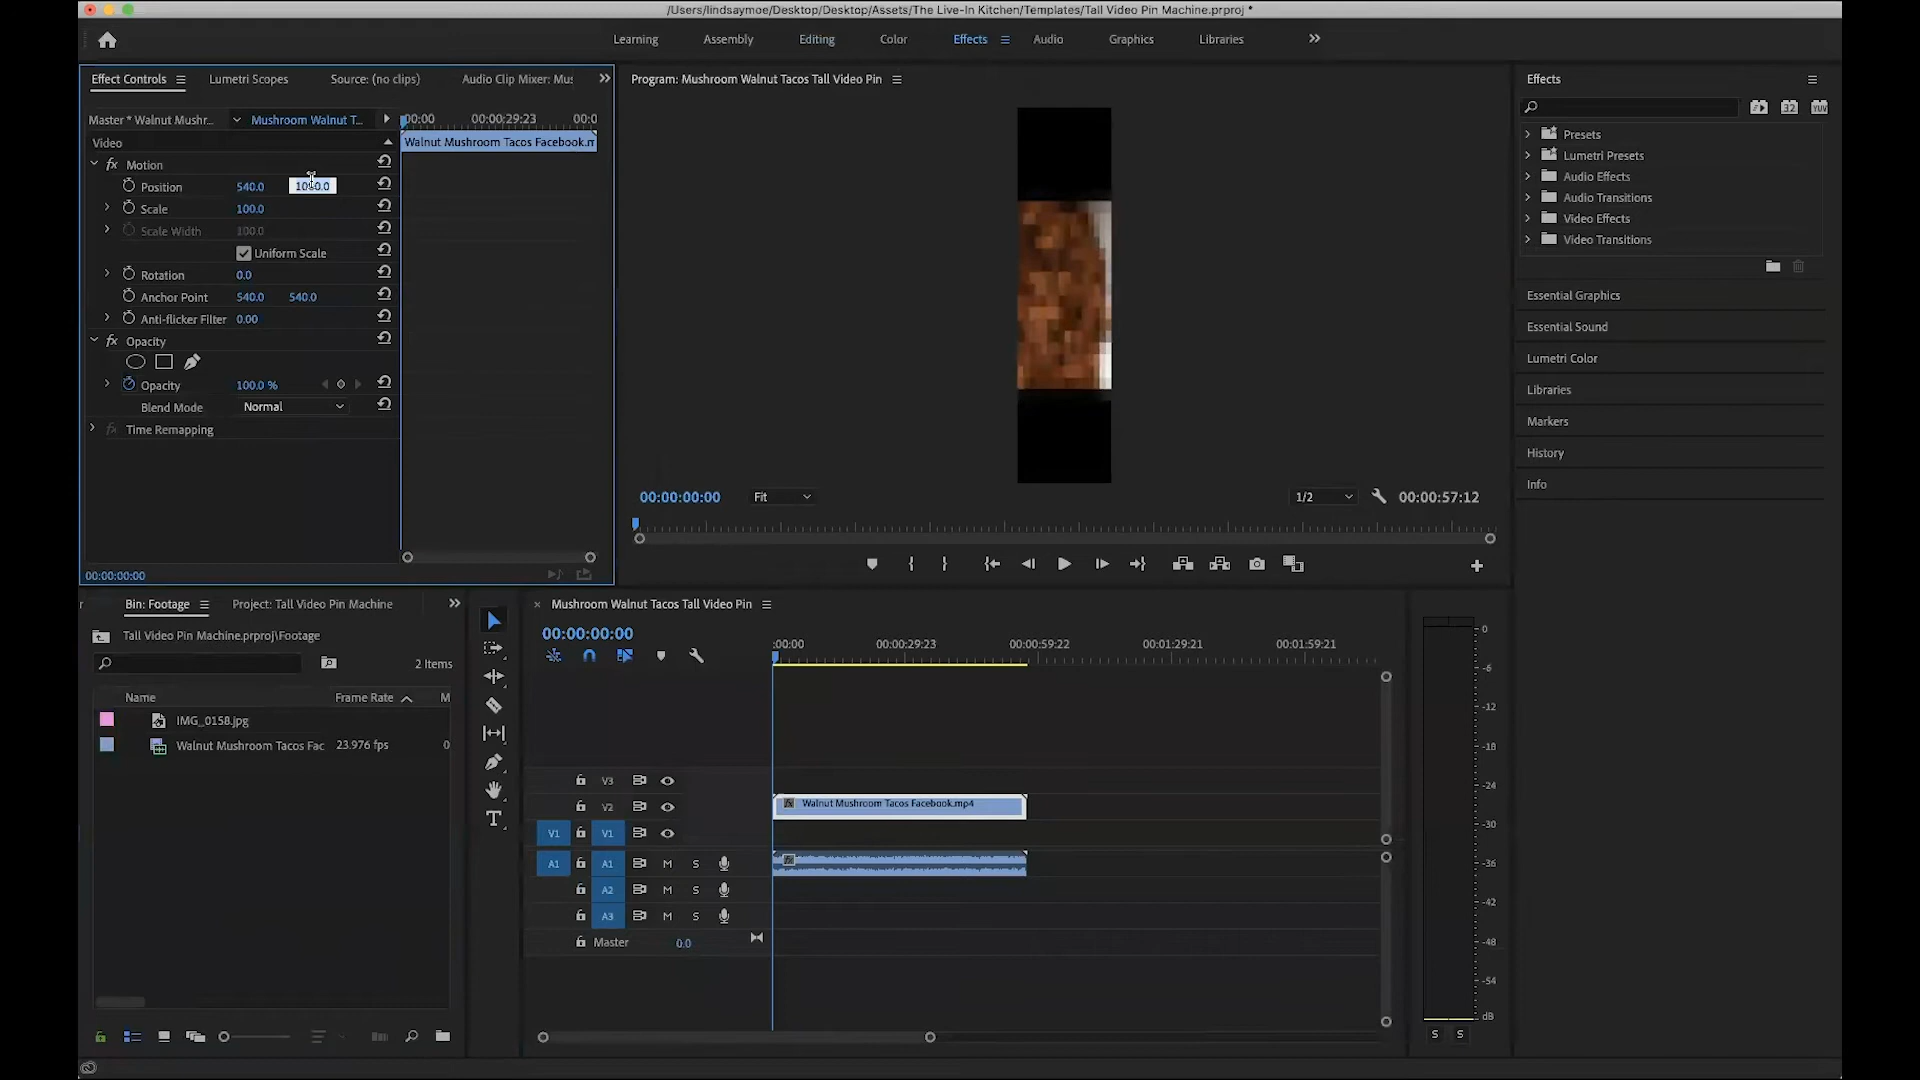 /Users/lindsaymoe/Desktop/Desktop/Assets/The Live-In Kitchen/Templates/Tall Video Pin Machine.prproj *
Learning Assembly Editing Color Effects Audio Graphics Libraries
Effect Controls Lumetri Scopes Source: (no clips) Audio Clip Mixer: Mus
Master * Walnut Mushr... Mushroom Walnut T...
:00:00 00:00:29:23 00:0
Video
Walnut Mushroom Tacos Facebook.m
Motion
Position 540.0
Scale 100.0
Scale Width 100.0
Uniform Scale
Rotation 0.0
Anchor Point 540.0 540.0
Anti-flicker Filter 0.00
Opacity
Opacity 100.0 %
Blend Mode Normal
Time Remapping
00:00:00:00
Program: Mushroom Walnut Tacos Tall Video Pin
00:00:00:00 Fit 1/2 00:00:57:12
Effects
32 YUV
Presets
Lumetri Presets
Audio Effects
Audio Transitions
Video Effects
Video Transitions
Essential Graphics
Essential Sound
Lumetri Color
Libraries
Markers
History
Info
r Bin: Footage Project: Tall Video Pin Machine
Tall Video Pin Machine.prproj\Footage
2 Items
Name Frame Rate M
IMG_0158.jpg
Walnut Mushroom Tacos Fac 23.976 fps 0
Mushroom Walnut Tacos Tall Video Pin
00:00:00:00
:00:00 00:00:29:23 00:00:59:22 00:01:29:21 00:01:59:21
V3
V2 fx Walnut Mushroom Tacos Facebook.mp4
V1 V1
A1 A1 M S fx
A2 M S
A3 M S
Master 0.0
0
-6
-12
-18
-24
-30
-36
-42
-48
-54
dB
S S